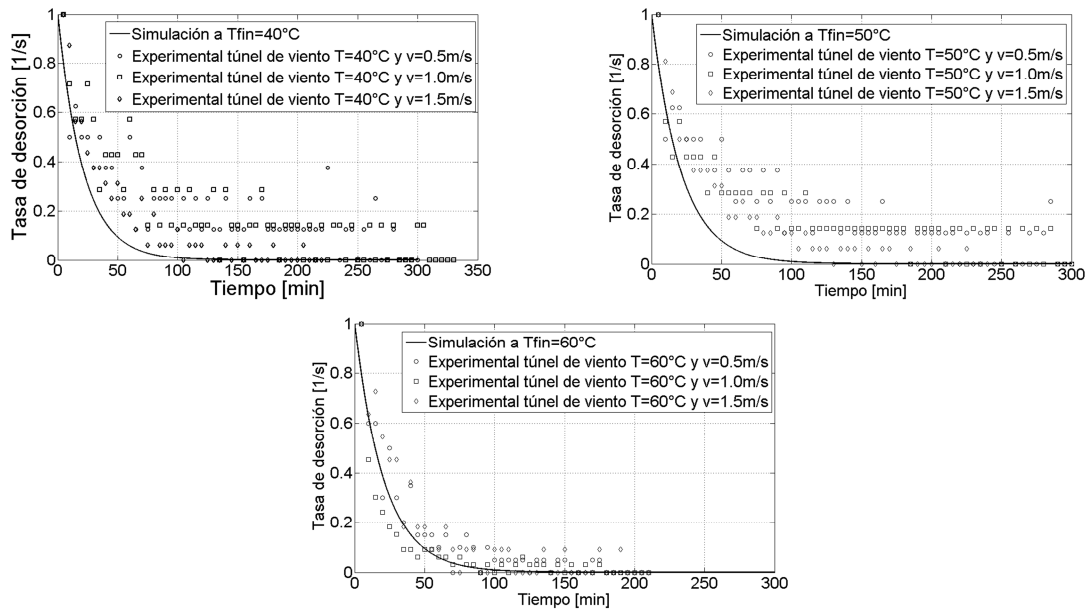 Tasa de desorción [1/s]
1
0.8
0.6
0.4
0.2
0
Simulación a Tfin=40°C
Experimental túnel de viento T=40°C y v=0.5m/s
Experimental túnel de viento T=40°C y v=1.0m/s
Experimental túnel de viento T=40°C y v=1.5m/s
0 50 100 150 200 250 300 350
Tiempo [min]
Tasa de desorción [1/s]
1
0.8
0.6
0.4
0.2
0
Simulación a Tfin=50°C
Experimental túnel de viento T=50°C y v=0.5m/s
Experimental túnel de viento T=50°C y v=1.0m/s
Experimental túnel de viento T=50°C y v=1.5m/s
0 50 100 150 200 250 300
Tiempo [min]
Tasa de desorción [1/s]
1
0.8
0.6
0.4
0.2
0
Simulación a Tfin=60°C
Experimental túnel de viento T=60°C y v=0.5m/s
Experimental túnel de viento T=60°C y v=1.0m/s
Experimental túnel de viento T=60°C y v=1.5m/s
0 50 100 150 200 250 300
Tiempo [min]